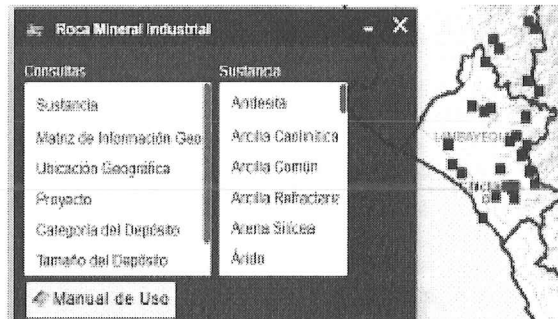 Roca Mineral Industrial
Consultas
Sustancia
Sustancia
Matriz de Información Geo
Ubicación Geográfica
Proyecto
Categoría del Depósito
Tamaño del Depósito
Andesita
Arcilla Caolinítica
Arcilla Común
Arcilla Refractaria
Arena Silícea
Árido
Manual de Uso
LAMBAYEQUE